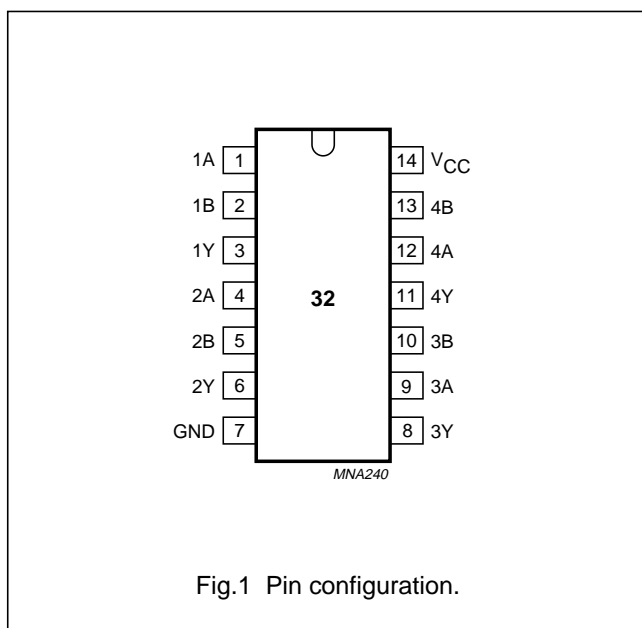 1A 1 14 VCC
1B 2 13 4B
1Y 3 12 4A
2A 4 32 11 4Y
2B 5 10 3B
2Y 6 9 3A
GND 7 8 3Y
MNA240
Fig.1 Pin configuration.